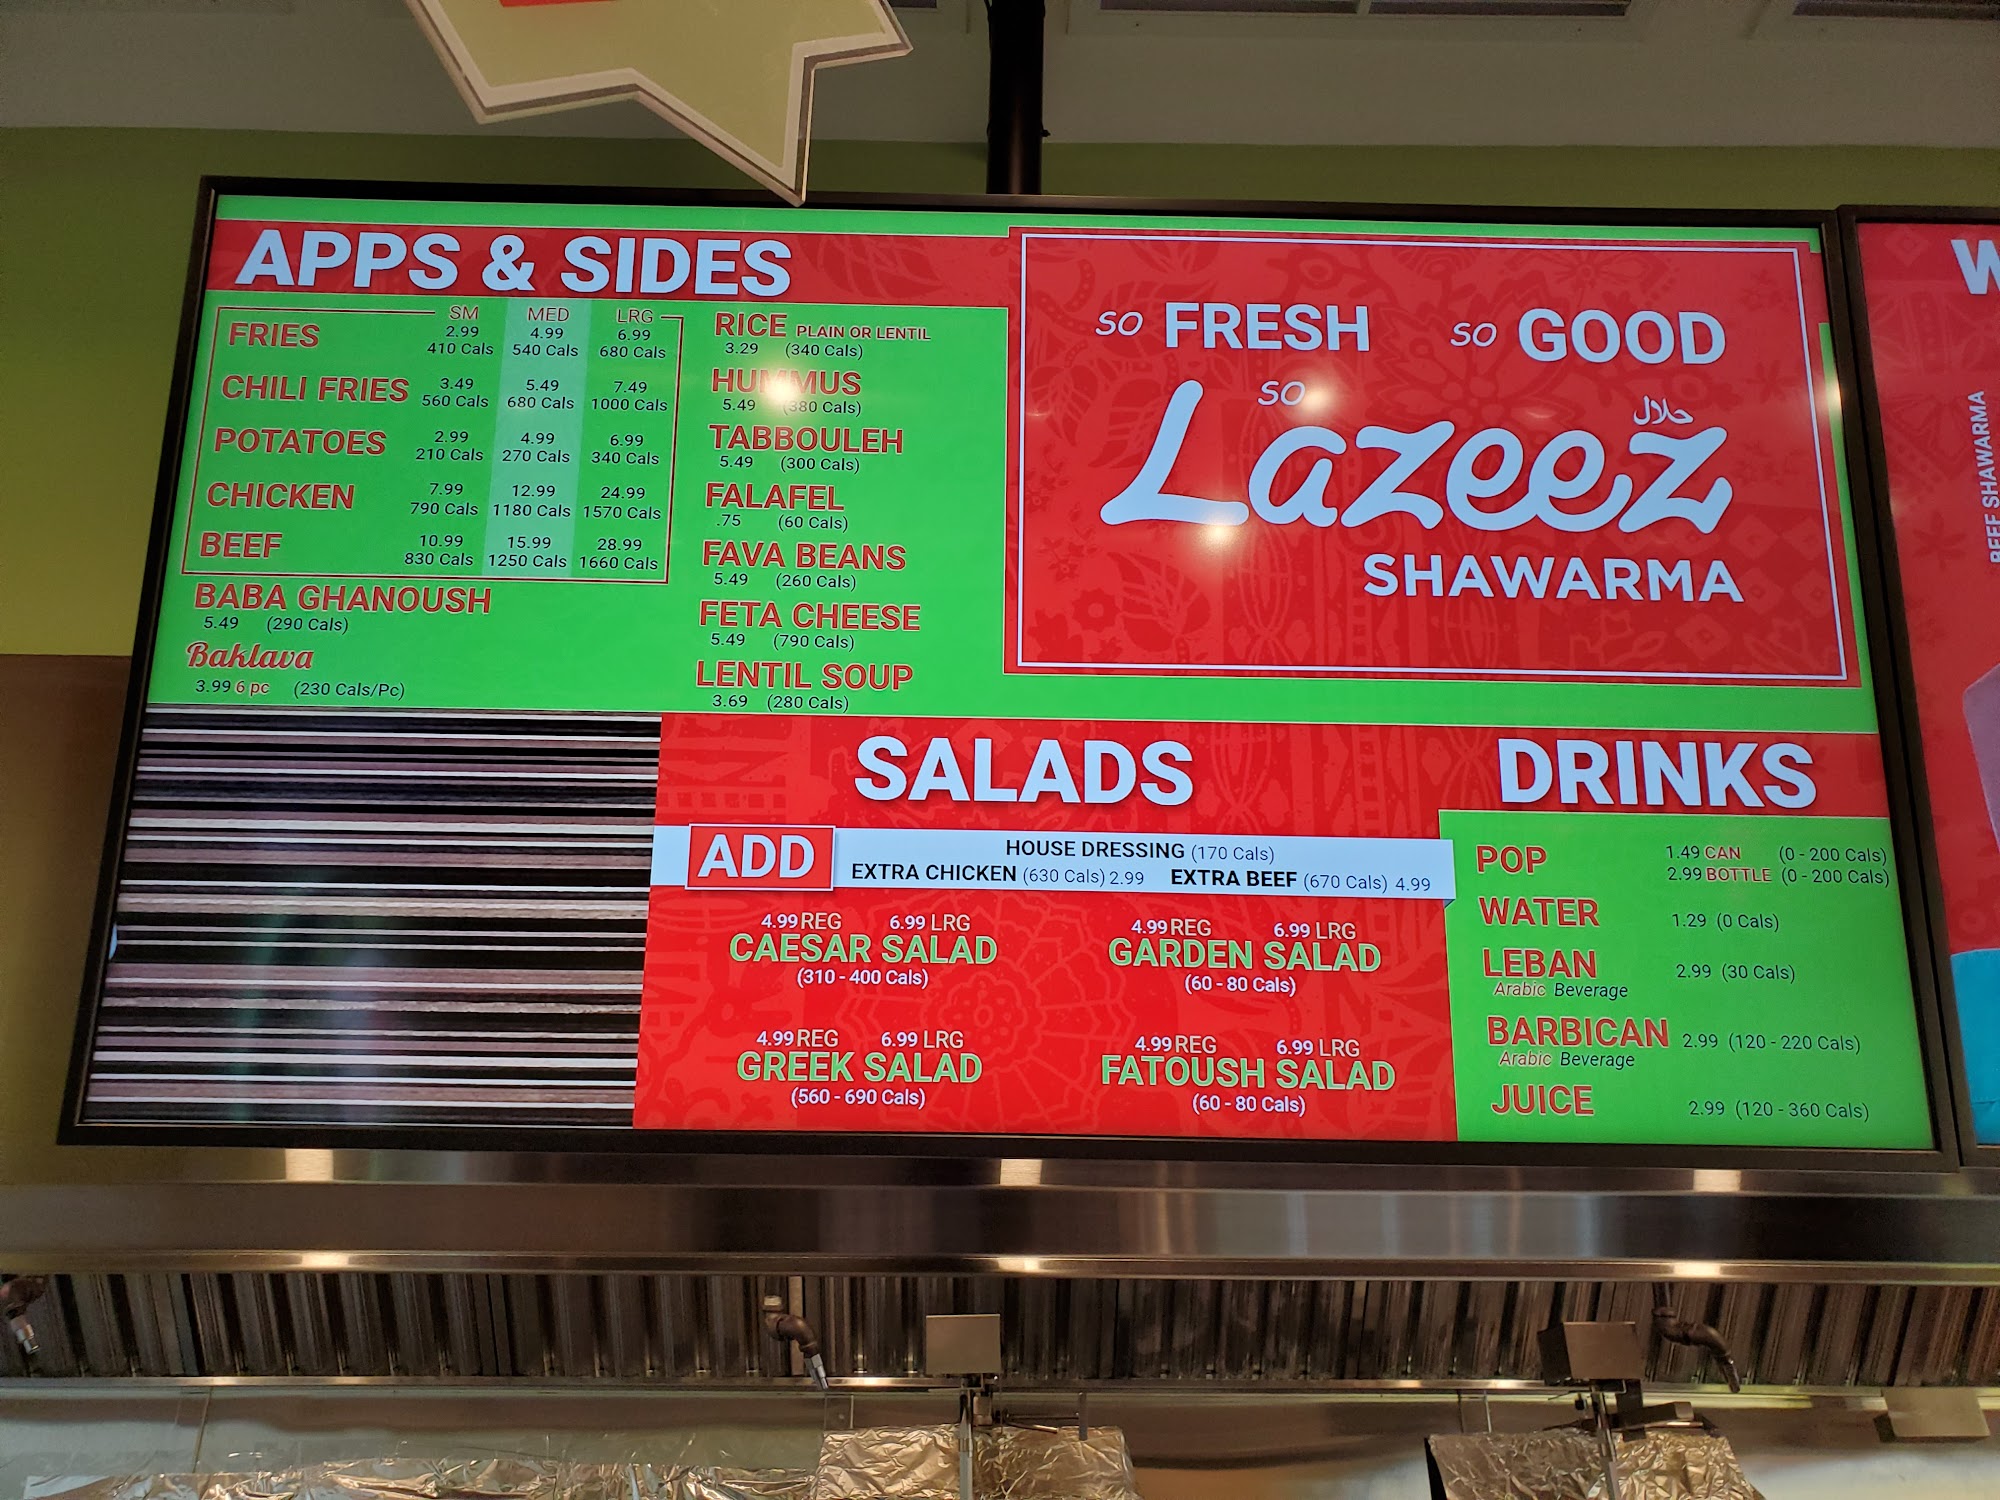 APPS & SIDES
SM MED LRG
FRIES 2.99 4.99 6.99
410 Cals 540 Cals 680 Cals
CHILI FRIES 3.49 5.49 7.49
560 Cals 680 Cals 1000 Cals
POTATOES 2.99 4.99 6.99
210 Cals 270 Cals 340 Cals
CHICKEN 7.99 12.99 24.99
790 Cals 1180 Cals 1570 Cals
BEEF 10.99 15.99 28.99
830 Cals 1250 Cals 1660 Cals
BABA GHANOUSH
5.49 (290 Cals)
Baklava
3.99 6 pc (230 Cals/Pc)
RICE PLAIN OR LENTIL
3.29 (340 Cals)
HUMMUS
5.49 (380 Cals)
TABBOULEH
5.49 (300 Cals)
FALAFEL
.75 (60 Cals)
FAVA BEANS
5.49 (260 Cals)
FETA CHEESE
5.49 (790 Cals)
LENTIL SOUP
3.69 (280 Cals)
SO FRESH SO GOOD
SO
حلال
Lazeez
SHAWARMA
SALADS
ADD
HOUSE DRESSING (170 Cals)
EXTRA CHICKEN (630 Cals) 2.99 EXTRA BEEF (670 Cals) 4.99
4.99 REG 6.99 LRG
CAESAR SALAD
(310 - 400 Cals)
4.99 REG 6.99 LRG
GARDEN SALAD
(60 - 80 Cals)
4.99 REG 6.99 LRG
GREEK SALAD
(560 - 690 Cals)
4.99 REG 6.99 LRG
FATOUSH SALAD
(60 - 80 Cals)
DRINKS
POP 1.49 CAN (0 - 200 Cals)
2.99 BOTTLE (0 - 200 Cals)
WATER 1.29 (0 Cals)
LEBAN 2.99 (30 Cals)
Arabic Beverage
BARBICAN 2.99 (120 - 220 Cals)
Arabic Beverage
JUICE 2.99 (120 - 360 Cals)
W
BEEF SHAWARMA